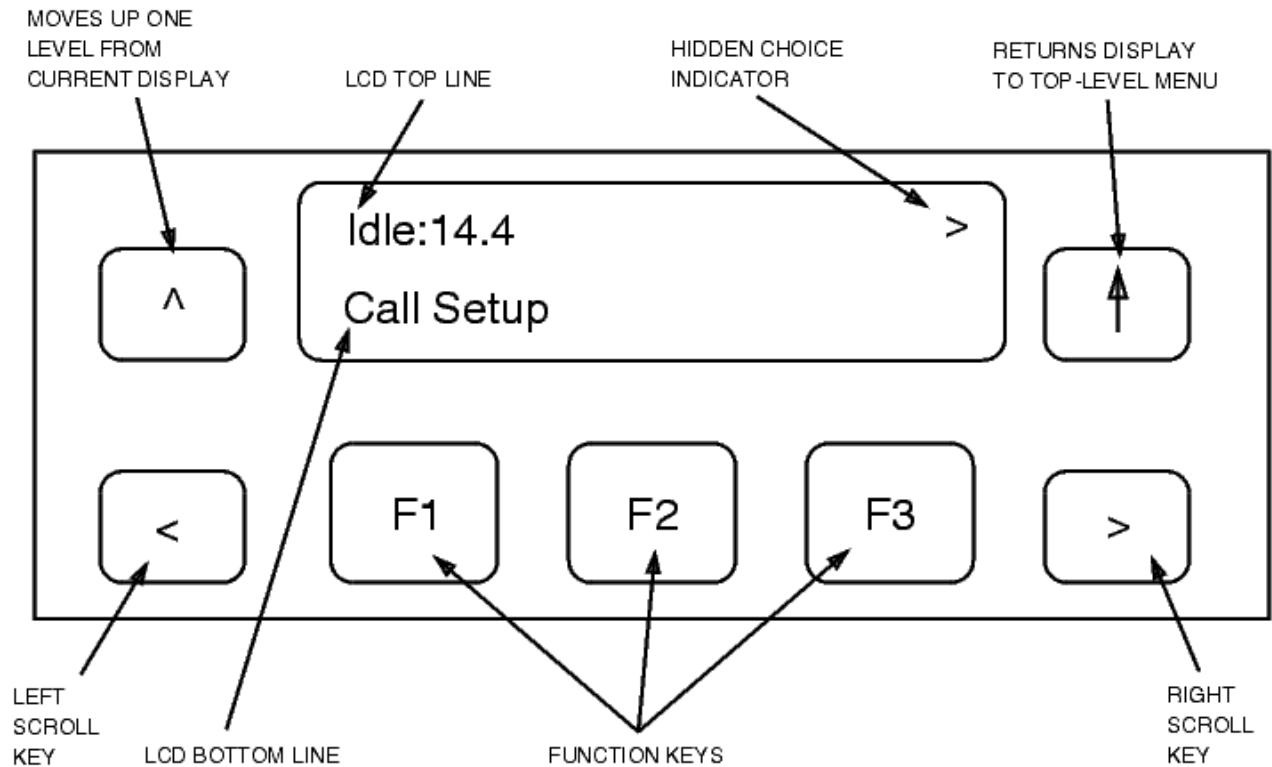 MOVES UP ONE
LEVEL FROM
CURRENT DISPLAY
LCD TOP LINE
HIDDEN CHOICE
INDICATOR
RETURNS DISPLAY
TO TOP-LEVEL MENU
Idle:14.4 >
^
Call Setup
<
F1
F2
F3
>
LEFT
SCROLL
KEY
LCD BOTTOM LINE
FUNCTION KEYS
RIGHT
SCROLL
KEY